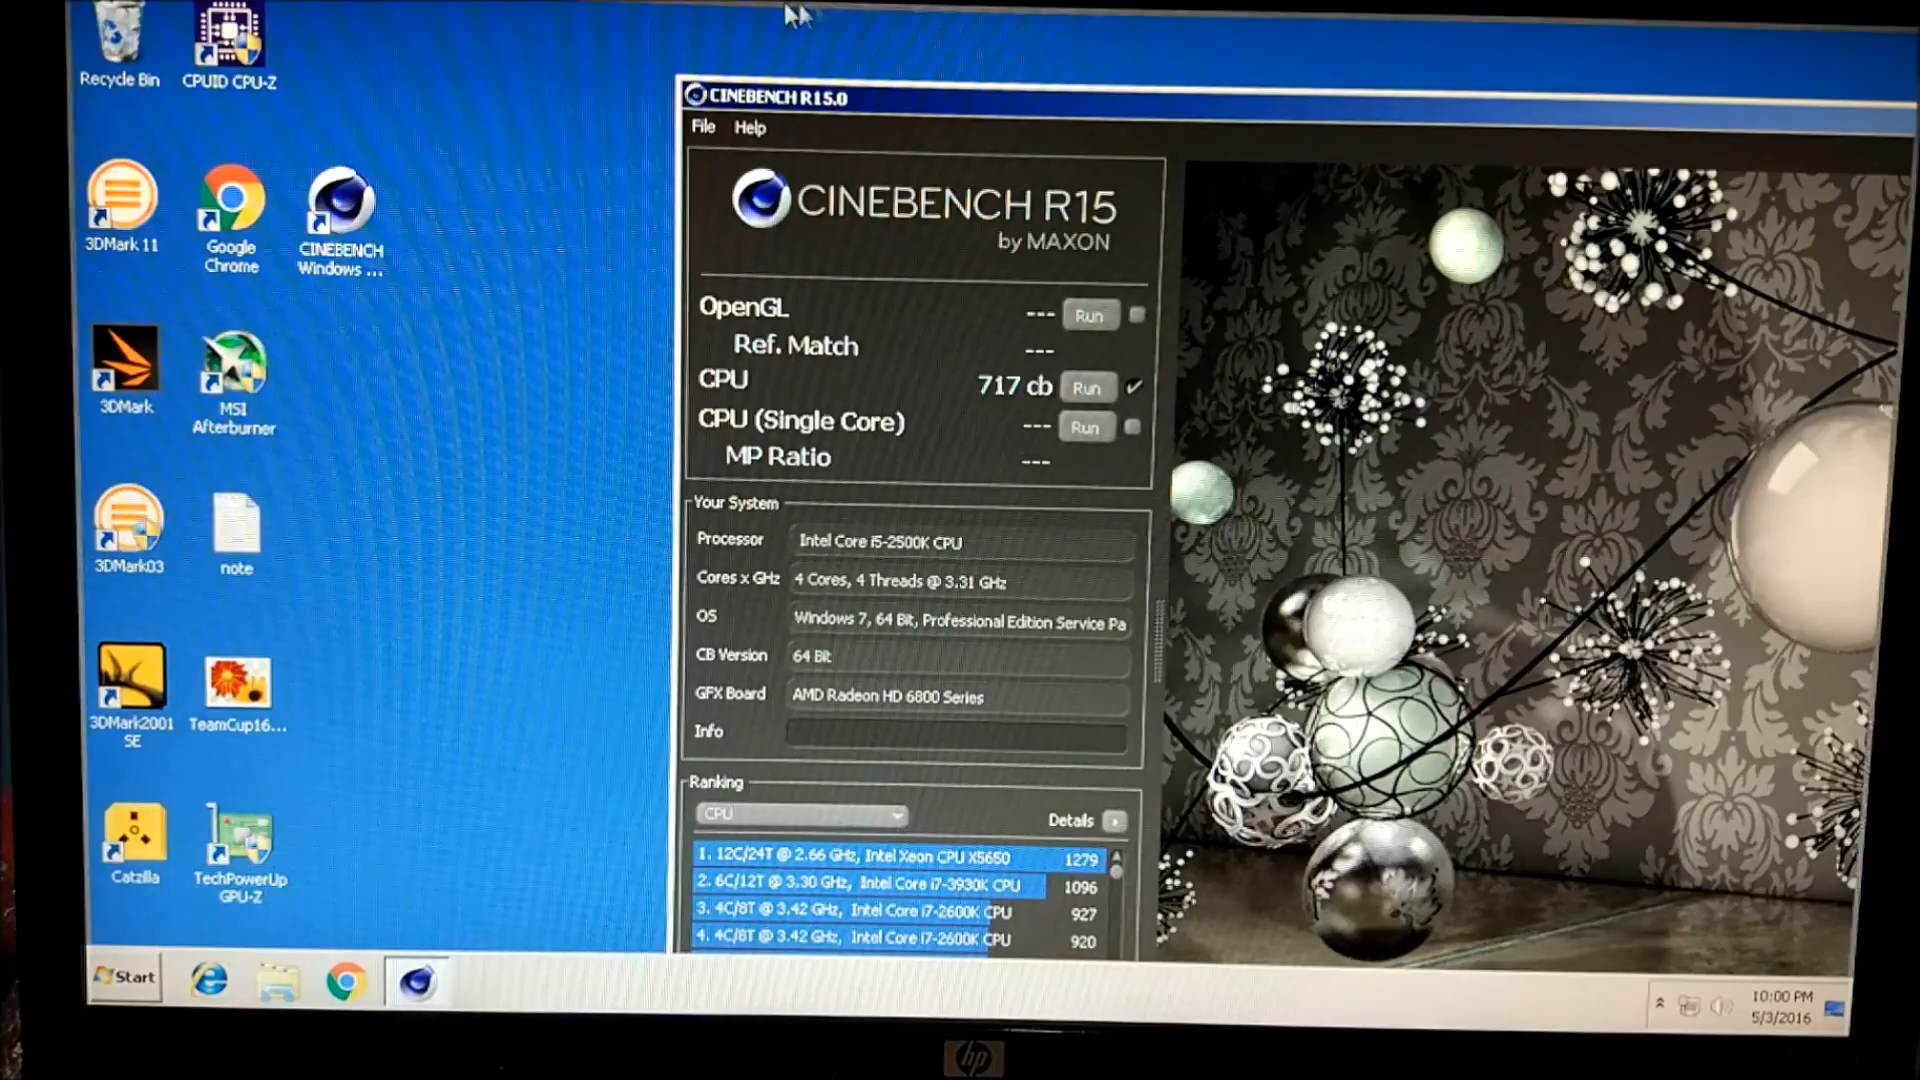 Recycle Bin
CPUID CPU-Z
3DMark 11
Google
Chrome
CINEBENCH
Windows ...
3DMark
MSI
Afterburner
3DMark03
note
3DMark2001
SE
TeamCup16...
Catzilla
TechPowerUp
GPU-Z
CINEBENCH R15.0
File Help
CINEBENCH R15
by MAXON
OpenGL --- Run
Ref. Match ---
CPU 717 cb Run
CPU (Single Core) --- Run
MP Ratio ---
Your System
Processor Intel Core i5-2500K CPU
Cores x GHz 4 Cores, 4 Threads @ 3.31 GHz
OS Windows 7, 64 Bit, Professional Edition Service Pa
CB Version 64 Bit
GFX Board AMD Radeon HD 6800 Series
Info
Ranking
CPU Details
1. 12C/24T @ 2.66 GHz, Intel Xeon CPU X5650 1279
2. 6C/12T @ 3.30 GHz, Intel Core i7-3930K CPU 1096
3. 4C/8T @ 3.42 GHz, Intel Core i7-2600K CPU 927
4. 4C/8T @ 3.42 GHz, Intel Core i7-2600K CPU 920
Start
10:00 PM
5/3/2016
hp